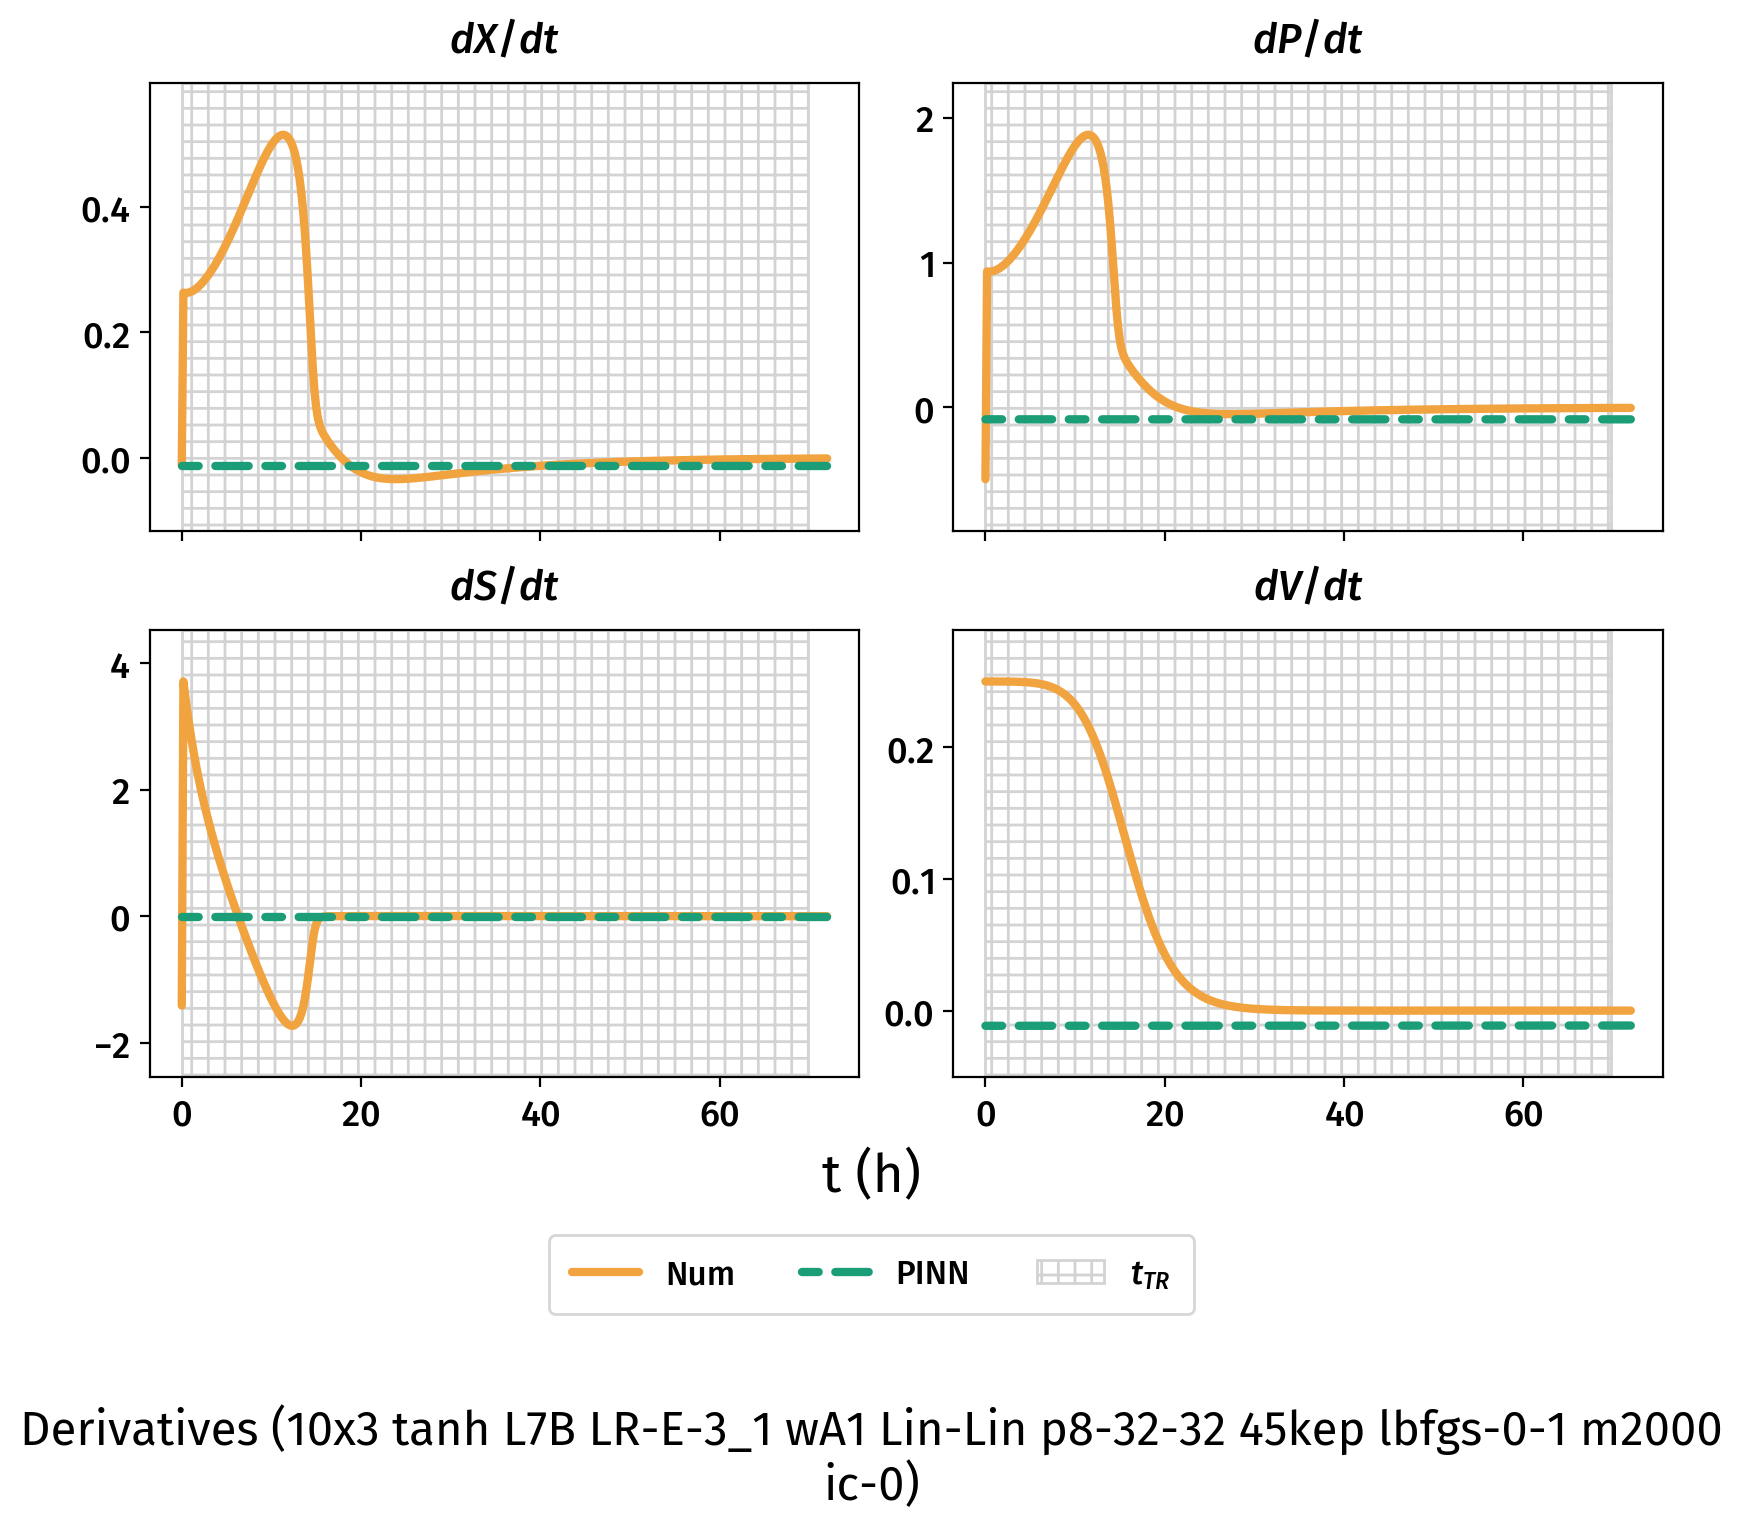 dX/dt
dP/dt
0.4
0.2
0.0
2
1
0
dS/dt
dV/dt
4
2
0
−2
0.2
0.1
0.0
0 20 40 60
0 20 40 60
t (h)
Num PINN tTR
Derivatives (10x3 tanh L7B LR-E-3_1 wA1 Lin-Lin p8-32-32 45kep lbfgs-0-1 m2000
ic-0)